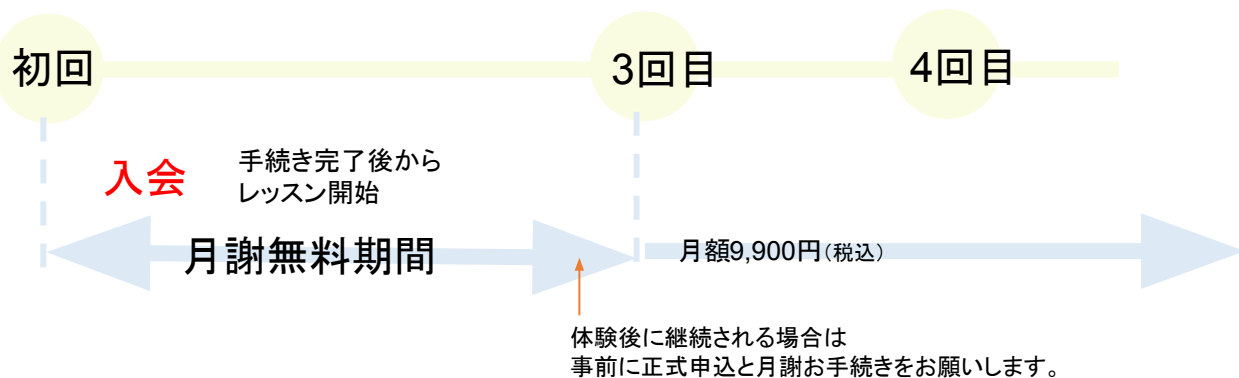 初回
3回目
4回目
入会
手続き完了後から
レッスン開始
月謝無料期間
月額9,900円（税込）
体験後に継続される場合は
事前に正式申込と月謝お手続きをお願いします。